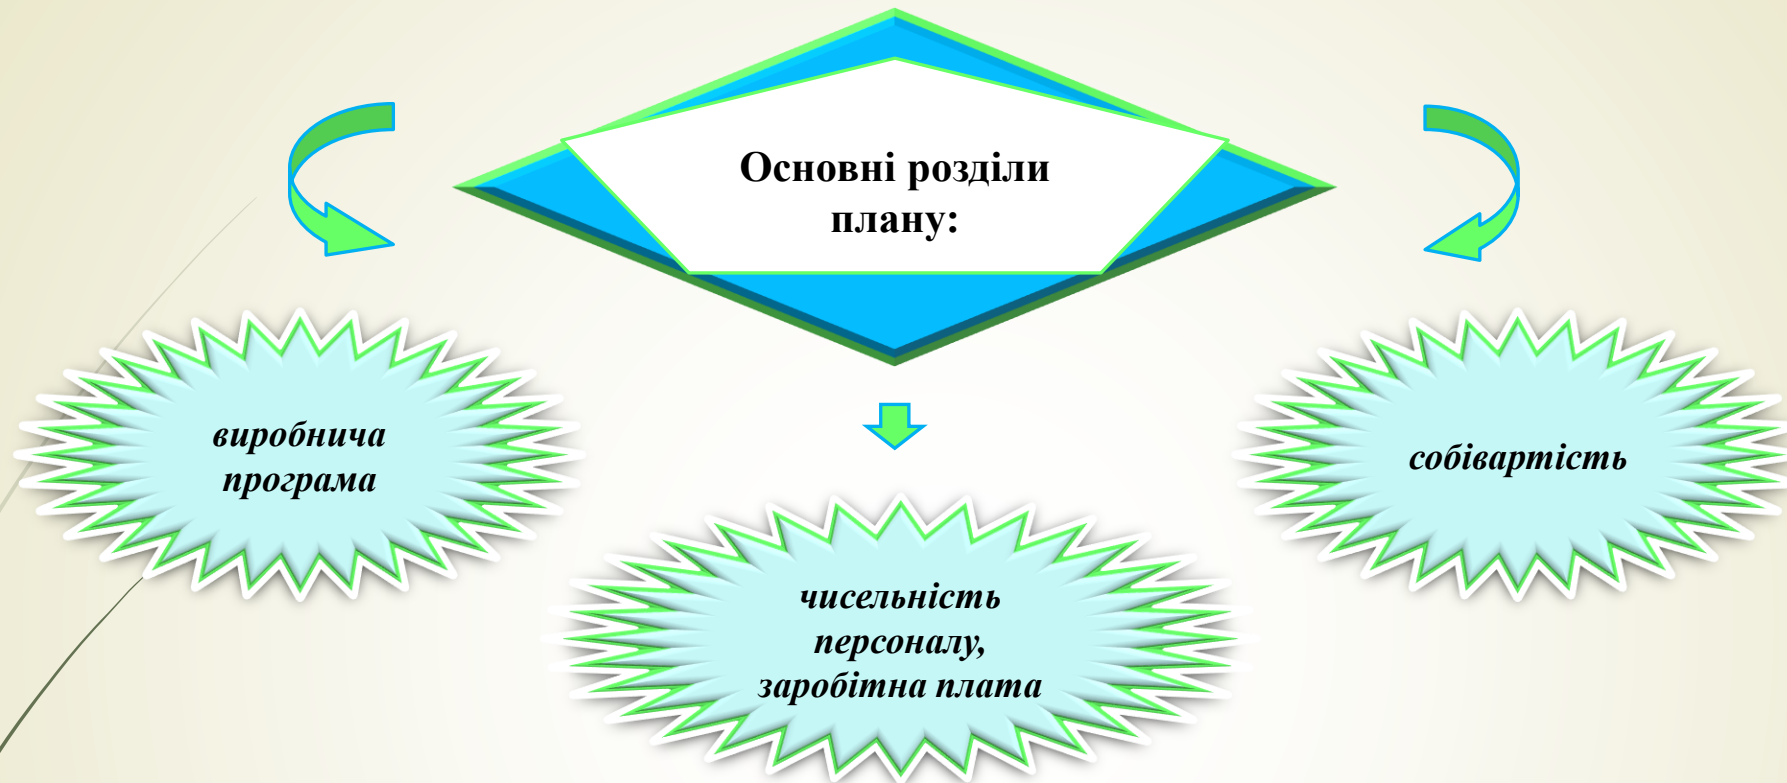 Основні розділи
плану:
виробнича
програма
чисельність
персоналу,
заробітна плата
собівартість